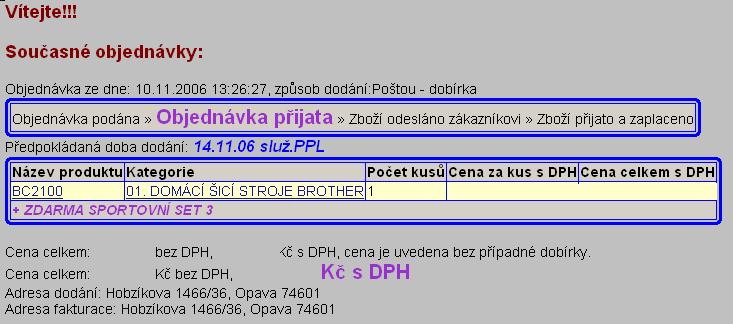 Vítejte!!!
Současné objednávky:
Objednávka ze dne: 10.11.2006 13:26:27, způsob dodání:Poštou - dobírka
Objednávka podána » Objednávka přijata » Zboží odesláno zákazníkovi » Zboží přijato a zaplaceno
Předpokládaná doba dodání: 14.11.06 služ.PPL
Název produktu Kategorie Počet kusů Cena za kus s DPH Cena celkem s DPH
BC2100 01. DOMÁCÍ ŠICÍ STROJE BROTHER 1
+ ZDARMA SPORTOVNÍ SET 3
Cena celkem: bez DPH, Kč s DPH, cena je uvedena bez případné dobírky.
Cena celkem: Kč bez DPH, Kč s DPH
Adresa dodání: Hobzíkova 1466/36, Opava 74601
Adresa fakturace: Hobzíkova 1466/36, Opava 74601